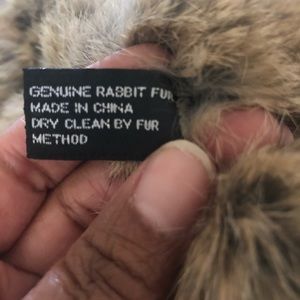 GENUINE RABBIT FUR
MADE IN CHINA
DRY CLEAN BY FUR
METHOD